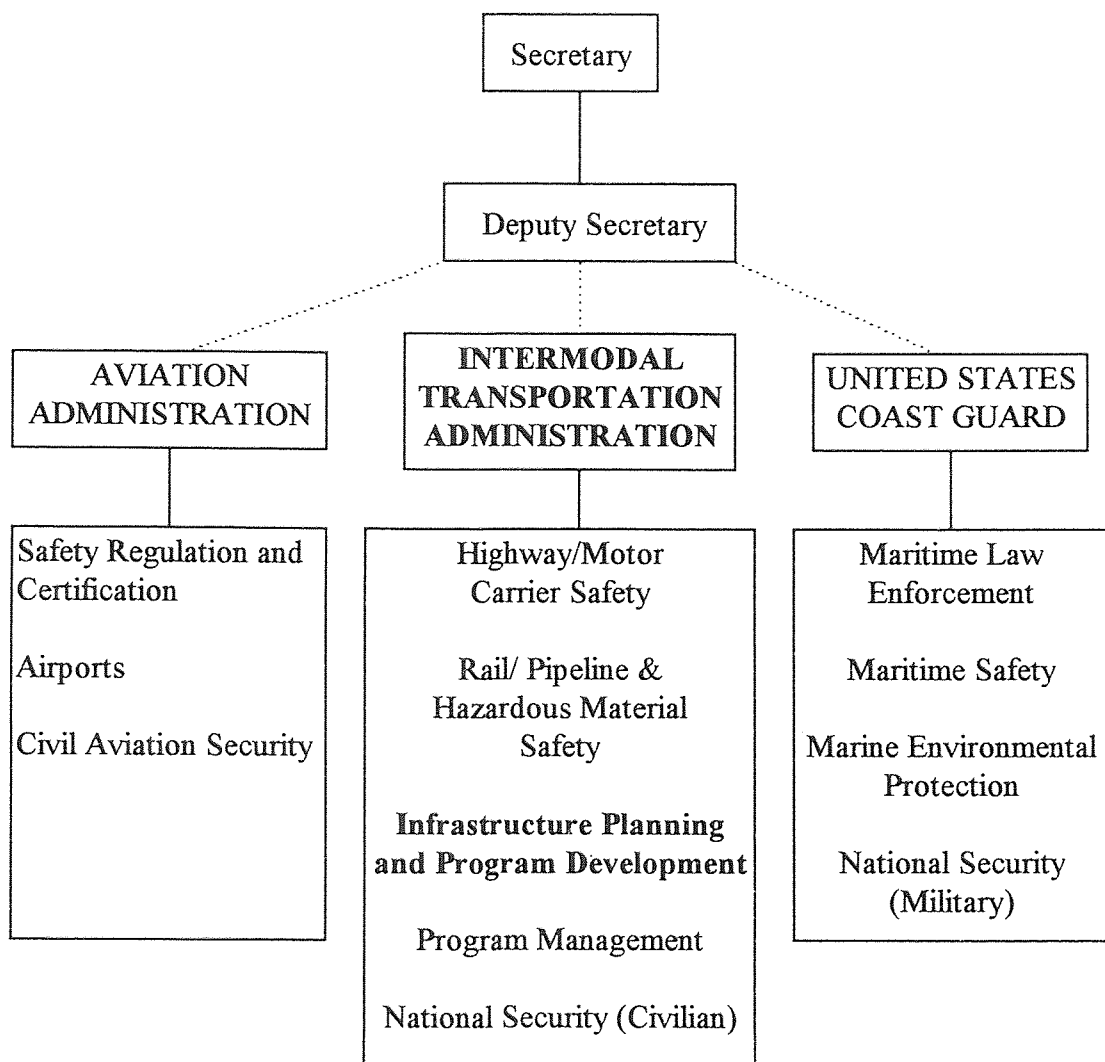 Secretary
Deputy Secretary
AVIATION
ADMINISTRATION
INTERMODAL
TRANSPORTATION
ADMINISTRATION
UNITED STATES
COAST GUARD
Safety Regulation and
Certification
Airports
Civil Aviation Security
Highway/Motor
Carrier Safety
Rail/ Pipeline &
Hazardous Material
Safety
Infrastructure Planning
and Program Development
Program Management
National Security (Civilian)
Maritime Law
Enforcement
Maritime Safety
Marine Environmental
Protection
National Security
(Military)